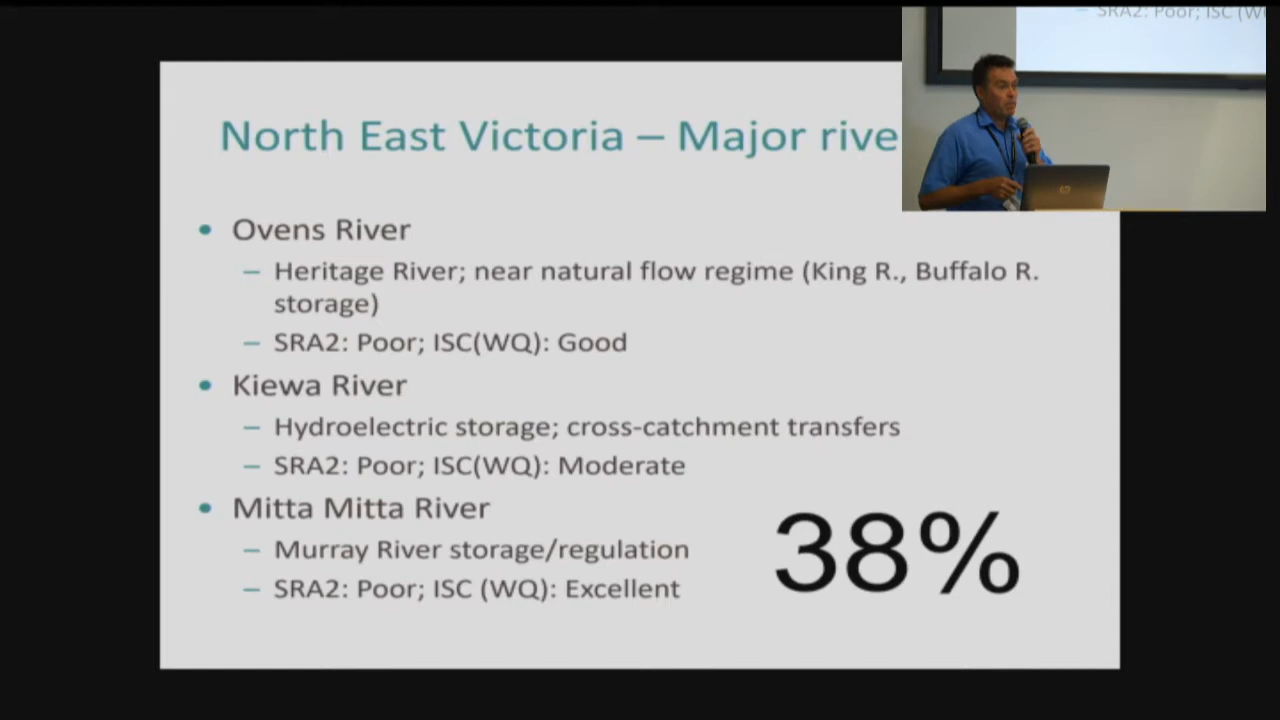 SRA2: Poor; ISC (W
North East Victoria – Major rive
• Ovens River
– Heritage River; near natural flow regime (King R., Buffalo R.
storage)
– SRA2: Poor; ISC(WQ): Good
• Kiewa River
– Hydroelectric storage; cross-catchment transfers
– SRA2: Poor; ISC(WQ): Moderate
• Mitta Mitta River
– Murray River storage/regulation
– SRA2: Poor; ISC (WQ): Excellent
38%
hp